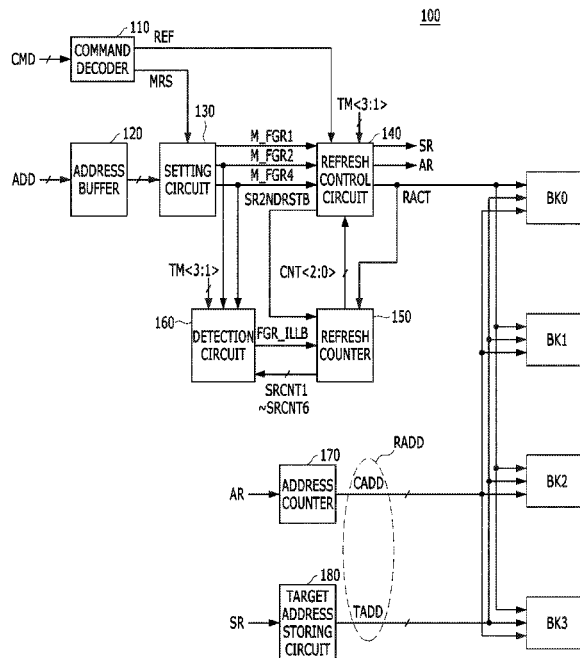 100
110
REF
CMD
COMMAND
DECODER
MRS
TM<3:1>
120
130
140
M_FGR1
SR
ADD
ADDRESS
BUFFER
SETTING
CIRCUIT
M_FGR2
REFRESH
CONTROL
CIRCUIT
AR
M_FGR4
SR2NDRSTB
RACT
BK0
CNT<2:0>
TM<3:1>
160
150
DETECTION
CIRCUIT
FGR_ILLB
REFRESH
COUNTER
BK1
SRCNT1
~SRCNT6
170
RADD
AR
ADDRESS
COUNTER
CADD
BK2
180
SR
TARGET
ADDRESS
STORING
CIRCUIT
TADD
BK3